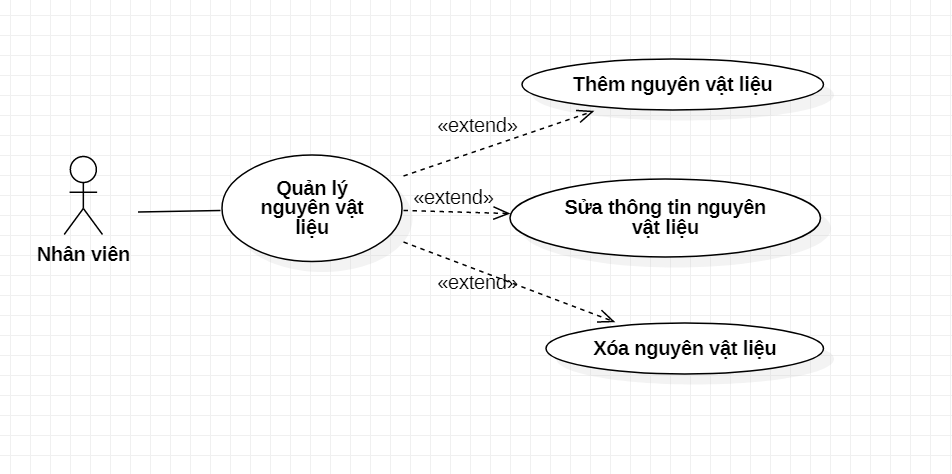 Thêm nguyên vật liệu
«extend»
Quản lý
nguyên vật
liệu
«extend»
Sửa thông tin nguyên
vật liệu
Nhân viên
«extend»
Xóa nguyên vật liệu